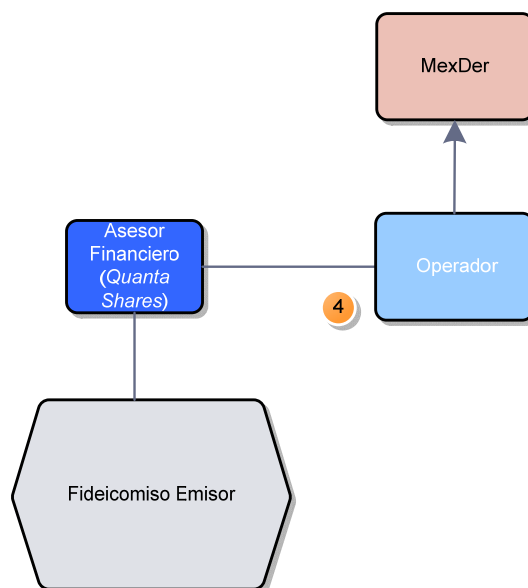 MexDer
Asesor
Financiero
(Quanta
Shares)
Operador
4
Fideicomiso Emisor